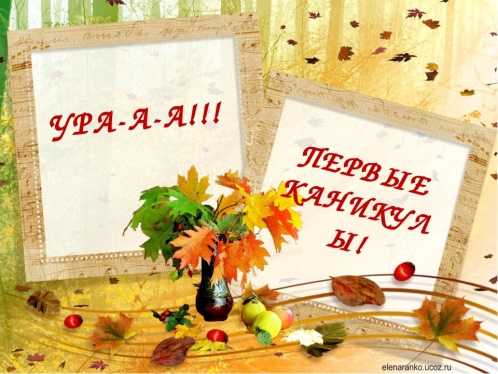 УРА-А-А!!!
ПЕРВЫЕ
КАНИКУЛ
Ы!
elenaranko.ucoz.ru